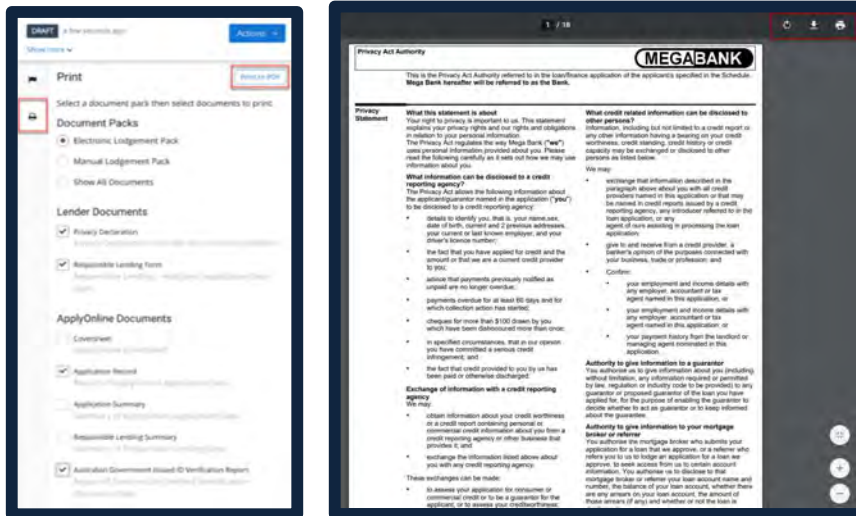 DRAFT a few seconds ago
Actions
Show more
Print
Print to PDF
Select a document pack then select documents to print
Document Packs
Electronic Lodgement Pack
Manual Lodgement Pack
Show All Documents
Lender Documents
Privacy Declaration
Responsible Lending Form
ApplyOnline Documents
Coversheet
Application Record
Application Summary
Responsible Lending Summary
Australian Government Issued ID Verification Report
1 / 18
Privacy Act Authority
MEGABANK
This is the Privacy Act Authority referred to in the loan/finance application of the applicant/s specified in the Schedule.
Mega Bank hereafter will be referred to as the Bank.
Privacy
Statement
What this statement is about
Your right to privacy is important to us. This statement
explains your privacy rights and our rights and obligations
in relation to your personal information.
The Privacy Act regulates the way Mega Bank ("we")
uses personal information provided about you. Please
read the following carefully as it sets out how we may use
information about you.
What information can be disclosed to a credit
reporting agency?
The Privacy Act allows the following information about
the applicant/guarantor named in the application ("you")
to be disclosed to a credit reporting agency:
• details to identify you, that is, your name,sex,
date of birth, current and 2 previous addresses,
your current or last known employer, and your
driver's licence number;
• the fact that you have applied for credit and the
amount or that we are a current credit provider
to you;
• advice that payments previously notified as
unpaid are no longer overdue;
• payments overdue for at least 60 days and for
which collection action has started;
• cheques for more than $100 drawn by you
which have been dishonoured more than once;
• in specified circumstances, that in our opinion
you have committed a serious credit
infringement; and
• the fact that credit provided to you by us has
been paid or otherwise discharged.
Exchange of information with a credit reporting
agency
We may:
• obtain information about your credit worthiness
or a credit report containing personal or
commercial credit information about you from a
credit reporting agency or other business that
provides it; and
• exchange the information listed above about
you with any credit reporting agency.
These exchanges can be made:
• to assess your application for consumer or
commercial credit or to be a guarantor for the
applicant, or to assess your creditworthiness;
What credit related information can be disclosed to
other persons?
Information, including but not limited to a credit report or
any other information having a bearing on your credit
worthiness, credit standing, credit history or credit
capacity may be exchanged or disclosed to other
persons as listed below.
We may:
• exchange that information described in the
paragraph above about you with all credit
providers named in this application or that may
be named in credit reports issued by a credit
reporting agency, any introducer referred to in the
loan application, or any
agent of ours assisting in processing the loan
application;
• give to and receive from a credit provider, a
banker's opinion of the purposes connected with
your business, trade or profession; and
• Confirm:
• your employment and income details with
any employer, accountant or tax
agent named in this application; or
• your employment and income details with
any employer, accountant or tax
agent named in this application; or
• your payment history from the landlord or
managing agent nominated in this
application.
Authority to give information to a guarantor
You authorise us to give information about you (including
without limitation, any information required or permitted
by law, regulation or industry code to be provided) to any
guarantor or proposed guarantor of the loan you have
applied for, for the purpose of enabling the guarantor to
decide whether to act as guarantor or to keep informed
about the guarantee.
Authority to give information to your mortgage
broker or referrer
You authorise the mortgage broker who submits your
application for a loan that we approve, or a referrer who
refers you to us to lodge an application for a loan we
approve, to seek access from us to certain account
information. You authorise us to disclose to that
mortgage broker or referrer your loan account name and
number, the balance of your loan account, whether there
are any arrears on your loan account, the amount of
those arrears (if any) and whether or not the loan is